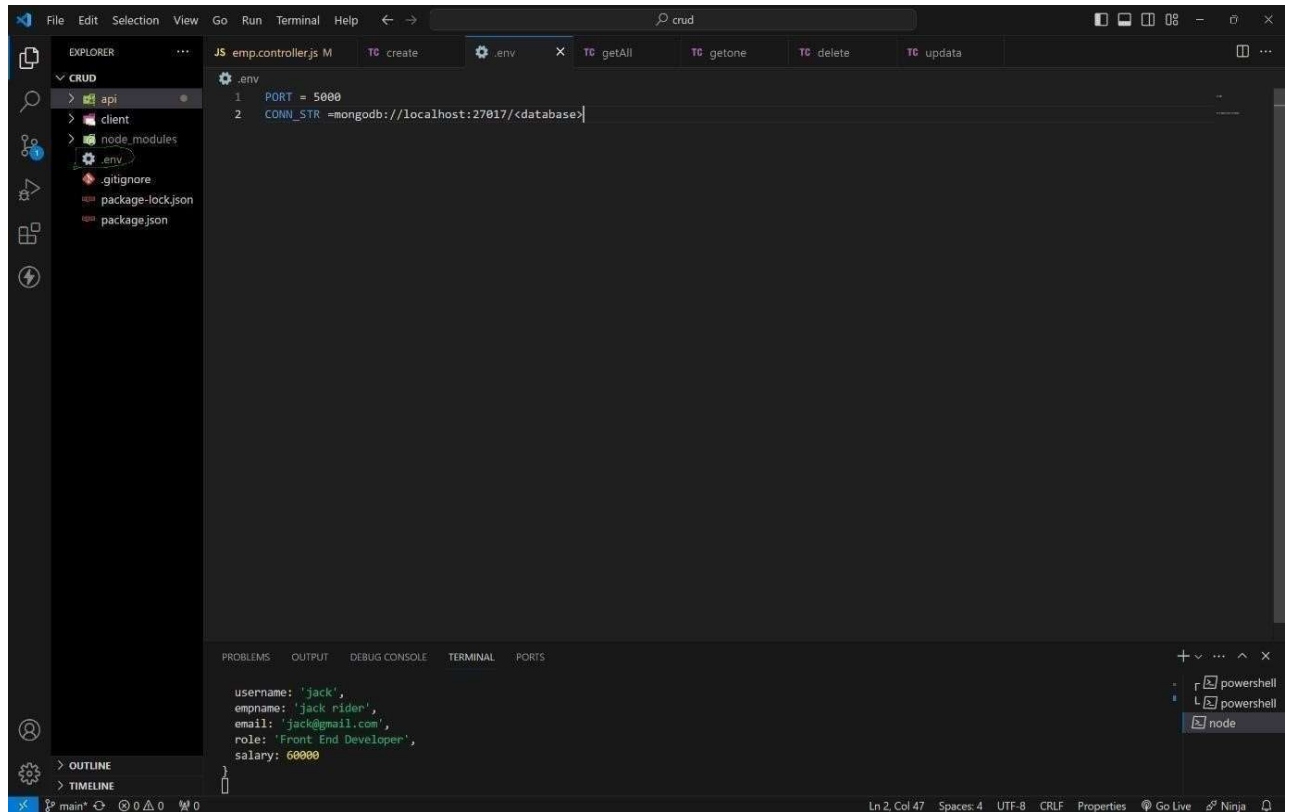 File Edit Selection View Go Run Terminal Help
crud
EXPLORER
JS emp.controller.js M
TC create
.env
TC getAll
TC getone
TC delete
TC updata
CRUD
api
client
node_modules
.env
.gitignore
package-lock.json
package.json
.env
1 PORT = 5000
2 CONN_STR =mongodb://localhost:27017/<database>
PROBLEMS OUTPUT DEBUG CONSOLE TERMINAL PORTS
username: 'jack',
empname: 'jack rider',
email: 'jack@gmail.com',
role: 'Front End Developer',
salary: 60000
}
powershell
powershell
node
OUTLINE
TIMELINE
1
main* 0 0 0 Ln 2, Col 47 Spaces: 4 UTF-8 CRLF Properties Go Live Ninja